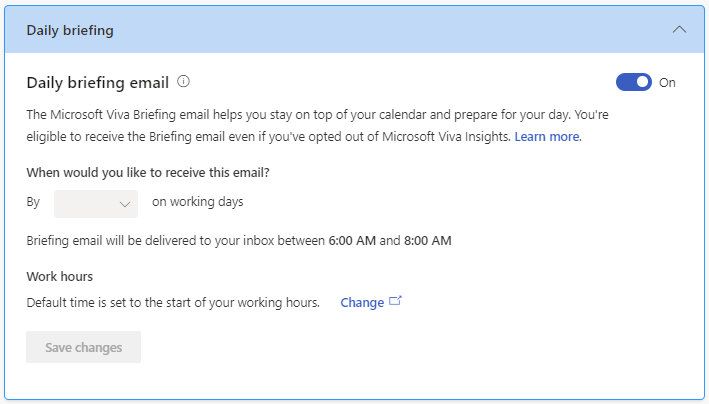 Daily briefing
Daily briefing email
On
The Microsoft Viva Briefing email helps you stay on top of your calendar and prepare for your day. You're
eligible to receive the Briefing email even if you've opted out of Microsoft Viva Insights. Learn more.
When would you like to receive this email?
By on working days
Briefing email will be delivered to your inbox between 6:00 AM and 8:00 AM
Work hours
Default time is set to the start of your working hours. Change
Save changes